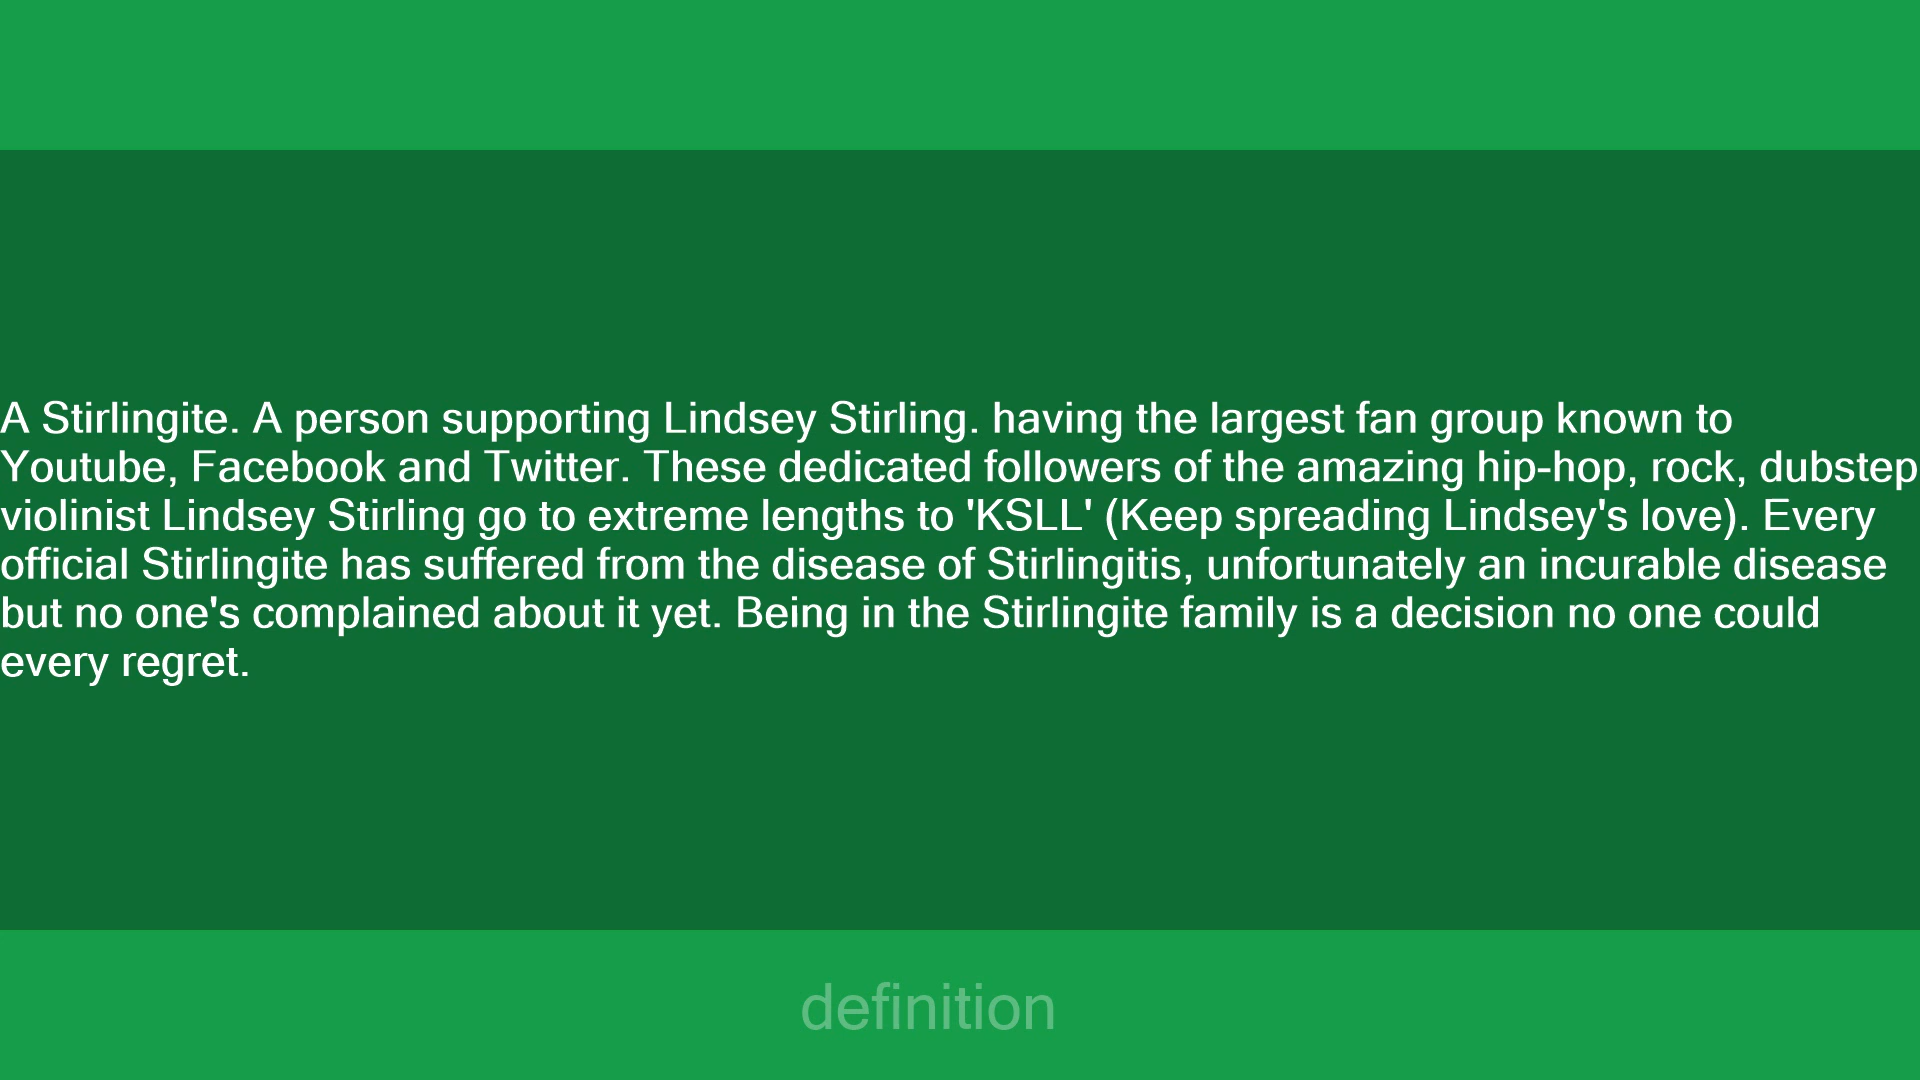 A Stirlingite. A person supporting Lindsey Stirling. having the largest fan group known to
Youtube, Facebook and Twitter. These dedicated followers of the amazing hip-hop, rock, dubstep
violinist Lindsey Stirling go to extreme lengths to 'KSLL' (Keep spreading Lindsey's love). Every
official Stirlingite has suffered from the disease of Stirlingitis, unfortunately an incurable disease
but no one's complained about it yet. Being in the Stirlingite family is a decision no one could
every regret.
definition